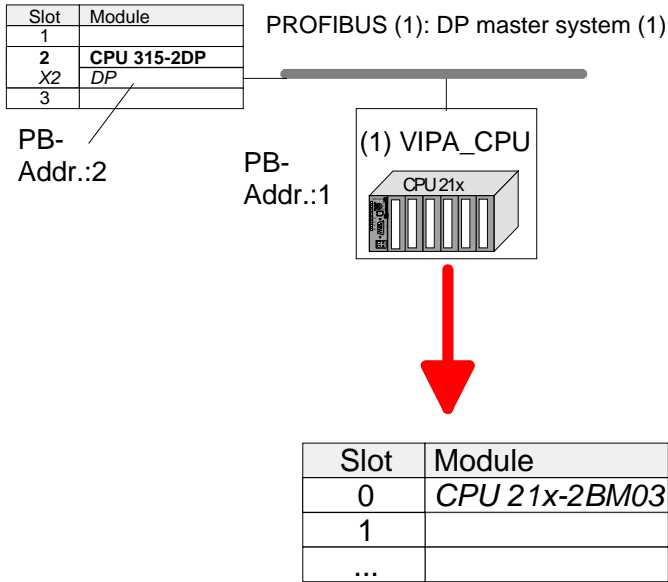 Slot Module
1
2 CPU 315-2DP
X2 DP
3
PROFIBUS (1): DP master system (1)
PB-
Addr.:2
PB-
Addr.:1
(1) VIPA_CPU
CPU 21x
Slot Module
0 CPU 21x-2BM03
1
...